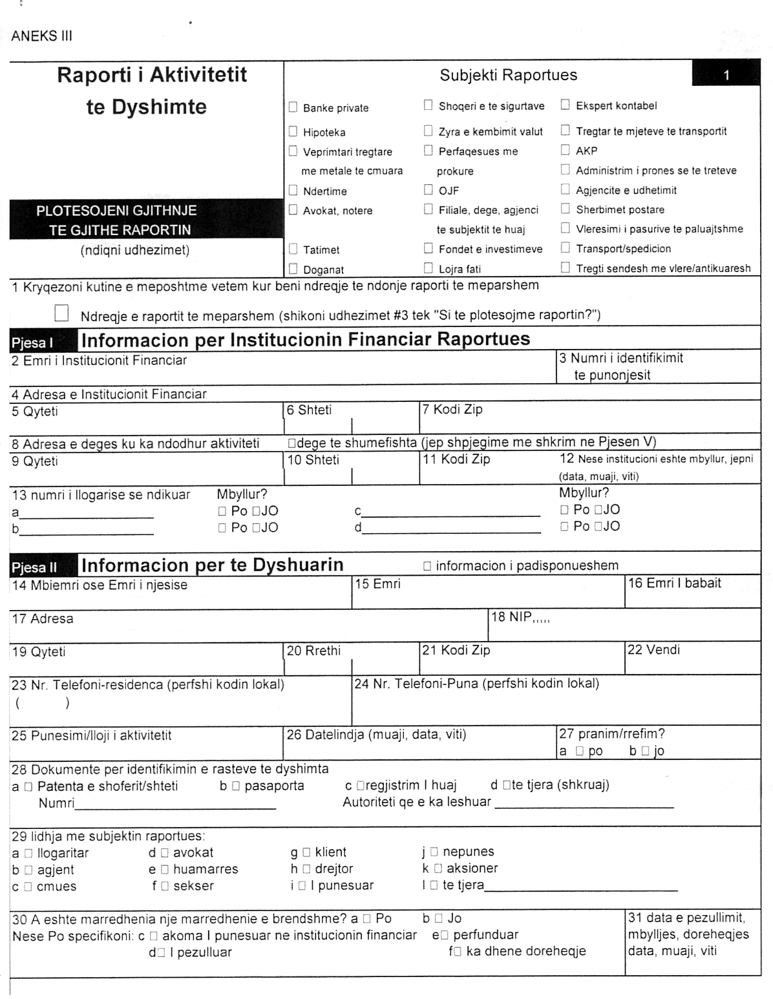 ANEKS III
Raporti i Aktivitetit
te Dyshimte
PLOTESOJENI GJITHNJE
TE GJITHE RAPORTIN
(ndiqni udhezimet)
Subjekti Raportues
1
☐ Banke private ☐ Shoqeri e te sigurtave ☐ Ekspert kontabel
☐ Hipoteka ☐ Zyra e kembimit valut ☐ Tregtar te mjeteve te transportit
☐ Veprimtari tregtare ☐ Perfaqesues me ☐ AKP
me metale te cmuara prokure ☐ Administrim i prones se te treteve
☐ Ndertime ☐ OJF ☐ Agjencite e udhetimit
☐ Avokat, notere ☐ Filiale, dege, agjenci ☐ Sherbimet postare
te subjektit te huaj ☐ Vleresimi i pasurive te paluajtshme
☐ Tatimet ☐ Fondet e investimeve ☐ Transport/spedicion
☐ Doganat ☐ Lojra fati ☐ Tregti sendesh me vlere/antikuaresh
1 Kryqezoni kutine e meposhtme vetem kur beni ndreqje te ndonje raporti te meparshem
☐ Ndreqje e raportit te meparshem (shikoni udhezimet #3 tek "Si te plotesojme raportin?")
Pjesa I Informacion per Institucionin Financiar Raportues
2 Emri i Institucionit Financiar
3 Numri i identifikimit
te punonjesit
4 Adresa e Institucionit Financiar
5 Qyteti 6 Shteti 7 Kodi Zip
8 Adresa e deges ku ka ndodhur aktiviteti ☐dege te shumefishta (jep shpjegime me shkrim ne Pjesen V)
9 Qyteti 10 Shteti 11 Kodi Zip 12 Nese institucioni eshte mbyllur, jepni
(data, muaji, viti)
13 numri i llogarise se ndikuar Mbyllur? Mbyllur?
a ☐ Po ☐JO c ☐ Po ☐JO
b ☐ Po ☐JO d ☐ Po ☐JO
Pjesa II Informacion per te Dyshuarin ☐ informacion i padisponueshem
14 Mbiemri ose Emri i njesise 15 Emri 16 Emri I babait
17 Adresa 18 NIP,,,,,
19 Qyteti 20 Rrethi 21 Kodi Zip 22 Vendi
23 Nr. Telefoni-residenca (perfshi kodin lokal) 24 Nr. Telefoni-Puna (perfshi kodin lokal)
( )
25 Punesimi/lloji i aktivitetit 26 Datelindja (muaji, data, viti) 27 pranim/rrefim?
a ☐ po b ☐ jo
28 Dokumente per identifikimin e rasteve te dyshimta
a ☐ Patenta e shoferit/shteti b ☐ pasaporta c ☐regjistrim I huaj d ☐te tjera (shkruaj)
Numri Autoriteti qe e ka leshuar
29 lidhja me subjektin raportues:
a ☐ llogaritar d ☐ avokat g ☐ klient j ☐ nepunes
b ☐ agjent e ☐ huamarres h ☐ drejtor k ☐ aksioner
c ☐ cmues f ☐ sekser i ☐ I punesuar l ☐ te tjera
30 A eshte marredhenia nje marredhenie e brendshme? a ☐ Po b ☐ Jo
Nese Po specifikoni: c ☐ akoma I punesuar ne institucionin financiar e☐ perfunduar
d☐ I pezulluar f☐ ka dhene doreheqje
31 data e pezullimit,
mbylljes, doreheqjes
data, muaji, viti